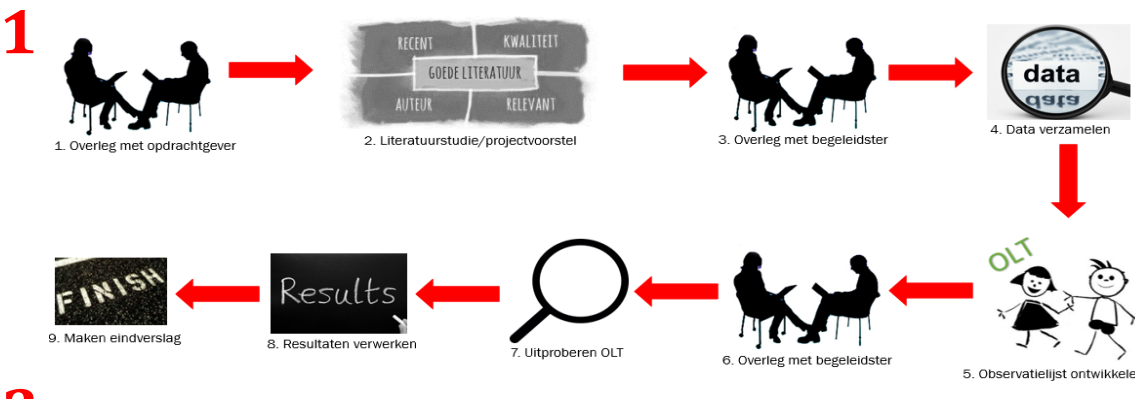 1
RECENT
KWALITEIT
GOEDE LITERATUUR
AUTEUR
RELEVANT
data
data
1. Overleg met opdrachtgever
2. Literatuurstudie/projectvoorstel
3. Overleg met begeleidster
4. Data verzamelen
OLT
5. Observatielijst ontwikkele
6. Overleg met begeleidster
7. Uitproberen OLT
Results
8. Resultaten verwerken
FINISH
9. Maken eindverslag